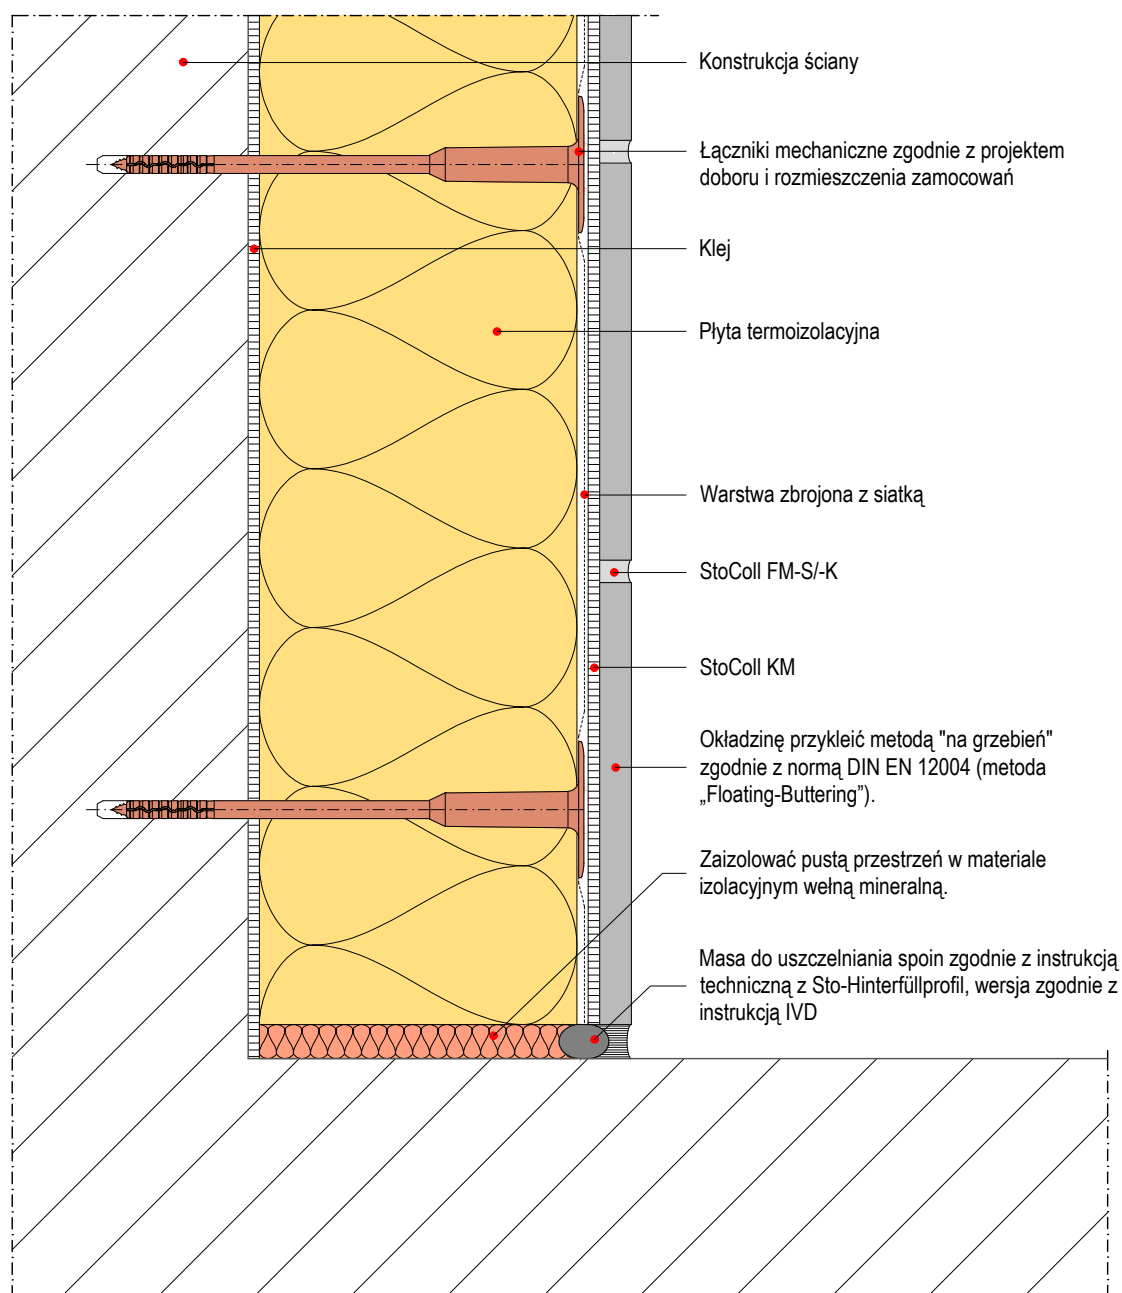 Konstrukcja ściany
Łączniki mechaniczne zgodnie z projektem
doboru i rozmieszczenia zamocowań
Klej
Płyta termoizolacyjna
Warstwa zbrojona z siatką
StoColl FM-S/-K
StoColl KM
Okładzinę przykleić metodą "na grzebień"
zgodnie z normą DIN EN 12004 (metoda
„Floating-Buttering”).
Zaizolować pustą przestrzeń w materiale
izolacyjnym wełną mineralną.
Masa do uszczelniania spoin zgodnie z instrukcją
techniczną z Sto-Hinterfüllprofil, wersja zgodnie z
instrukcją IVD